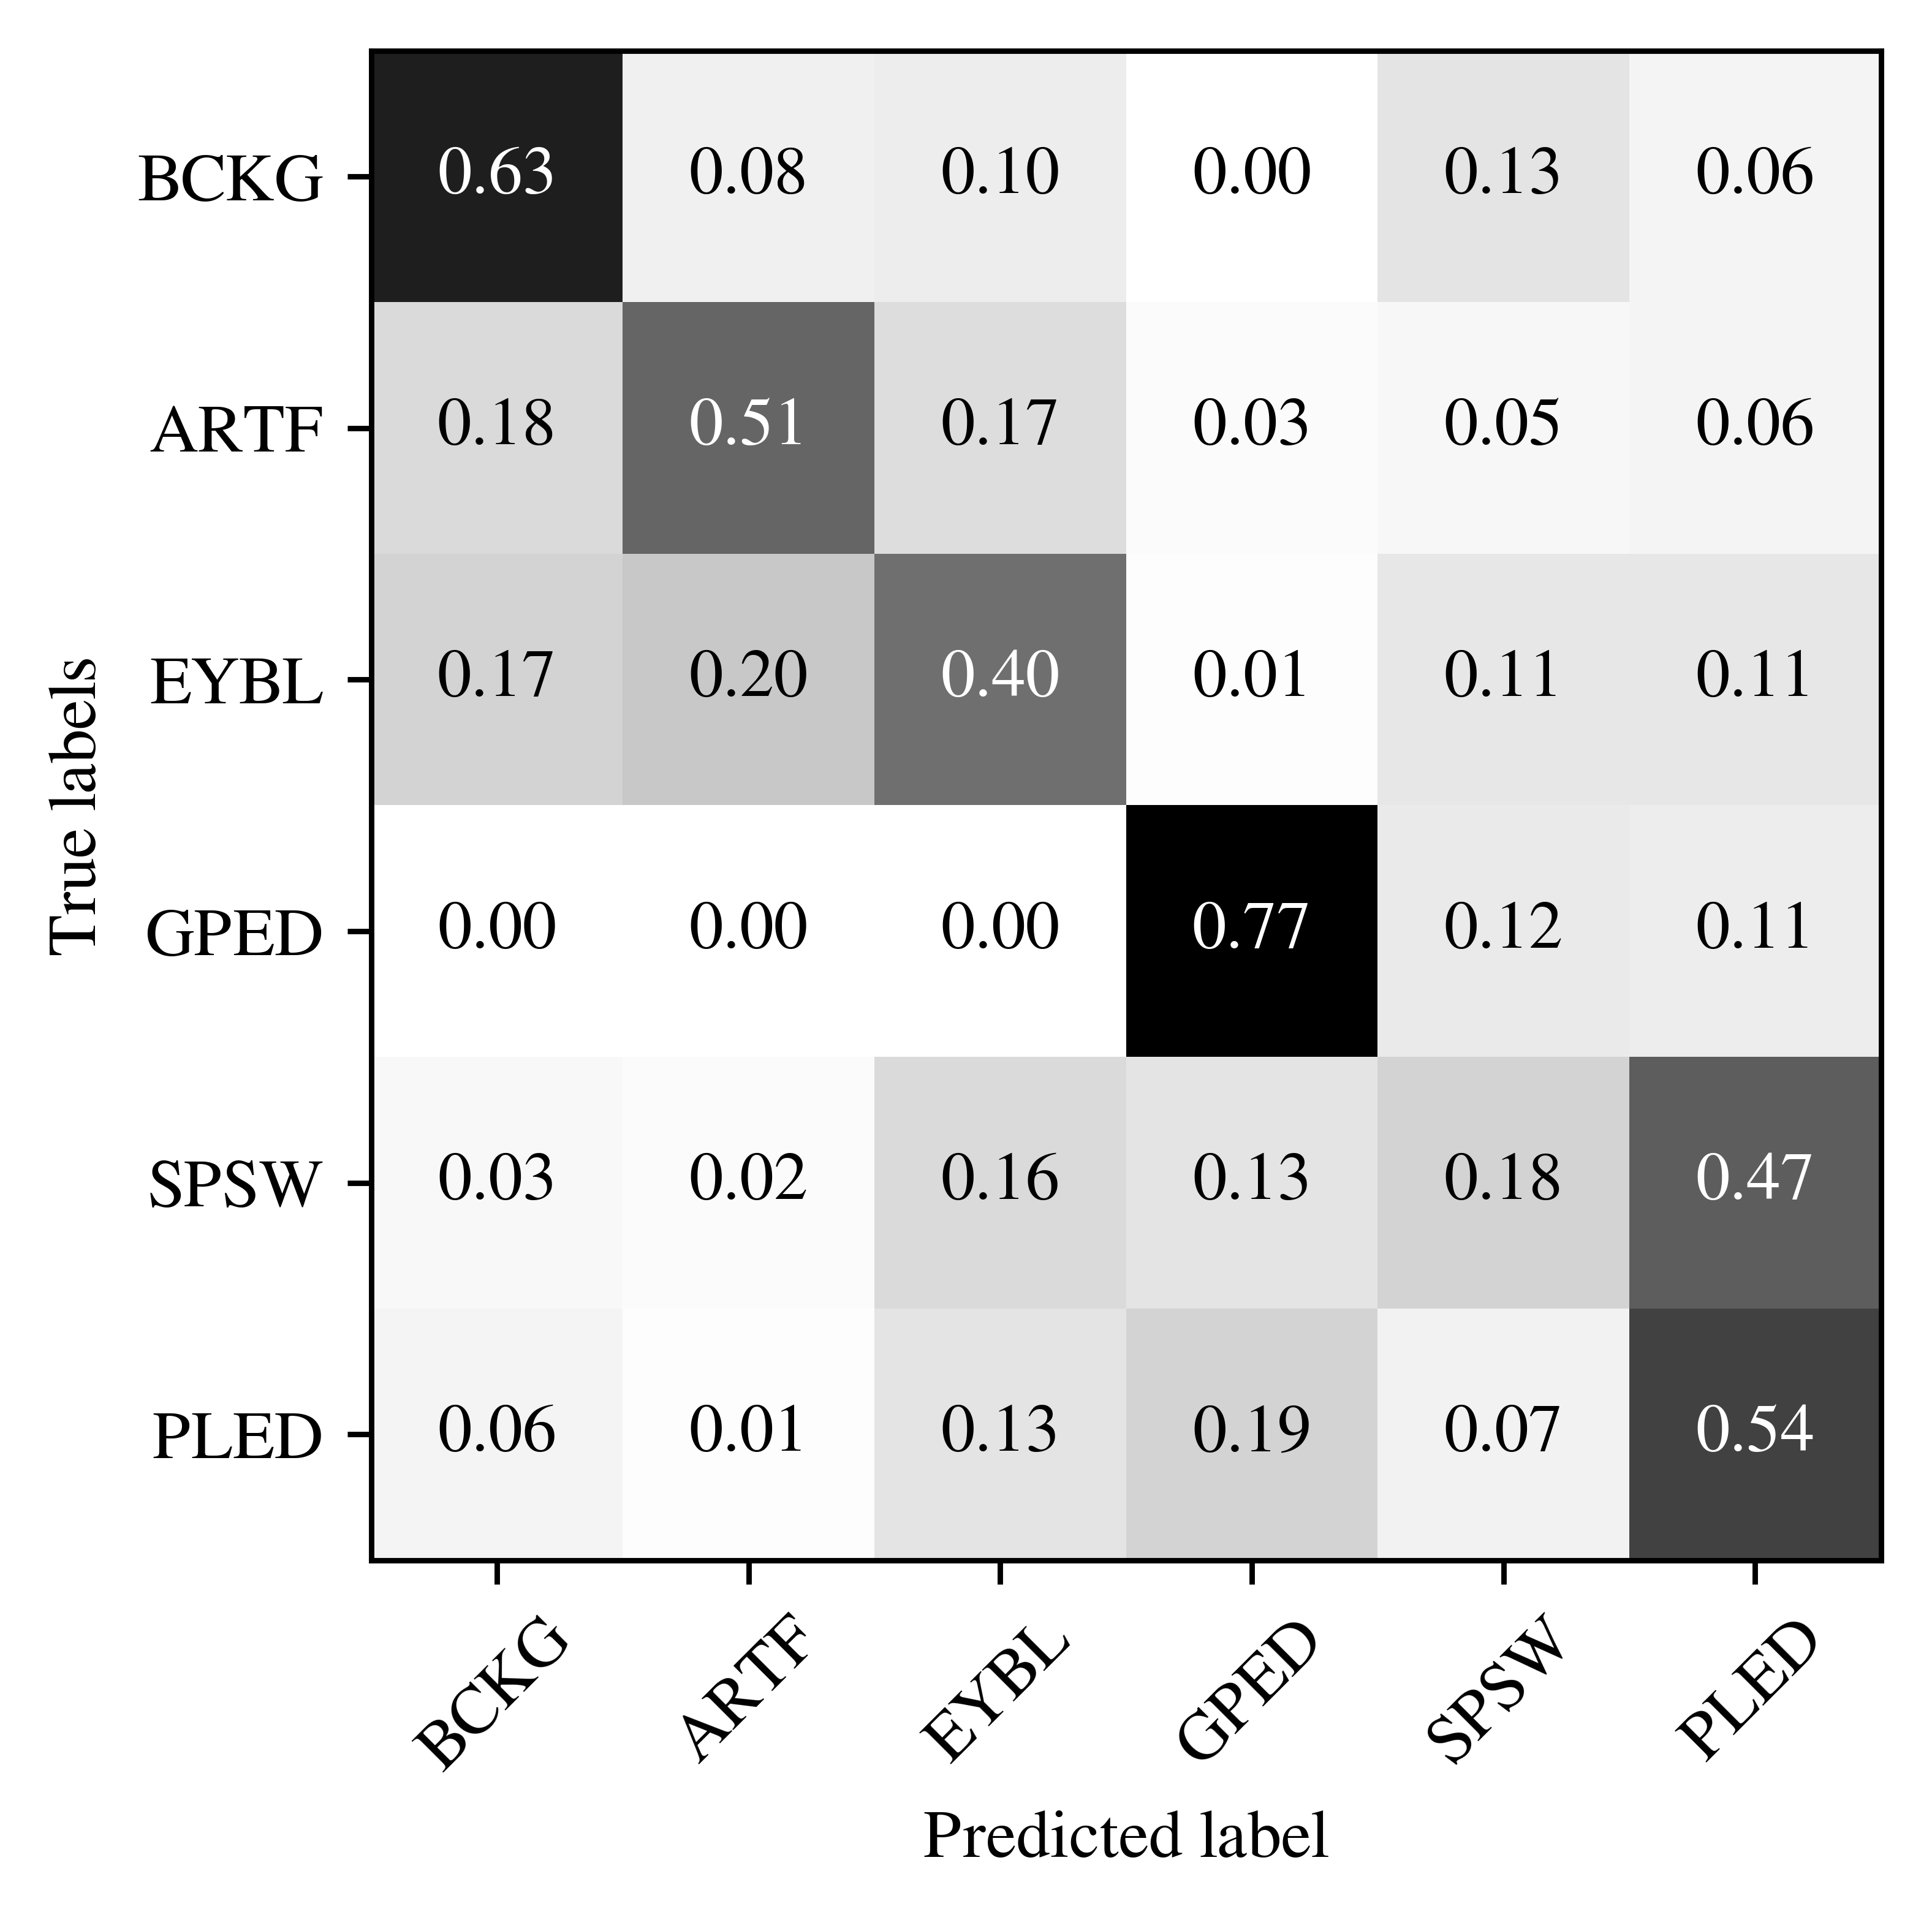 BCKG 0.63 0.08 0.10 0.00 0.13 0.06
ARTF 0.18 0.51 0.17 0.03 0.05 0.06
EYBL 0.17 0.20 0.40 0.01 0.11 0.11
GPED 0.00 0.00 0.00 0.77 0.12 0.11
SPSW 0.03 0.02 0.16 0.13 0.18 0.47
PLED 0.06 0.01 0.13 0.19 0.07 0.54
True labels
BCKG ARTF EYBL GPED SPSW PLED
Predicted label